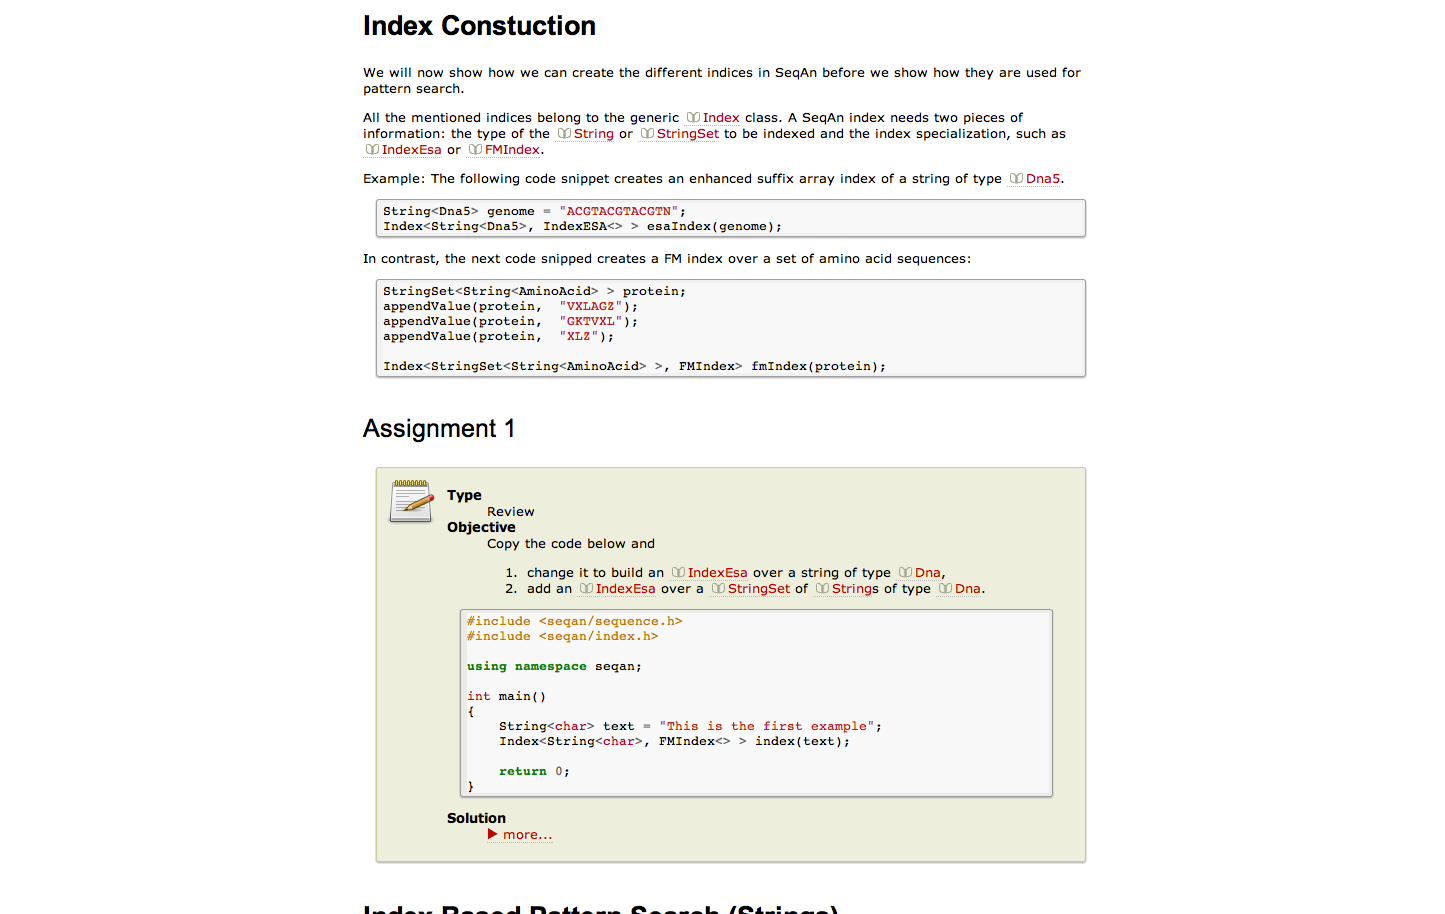 Index Constuction
We will now show how we can create the different indices in SeqAn before we show how they are used for
pattern search.
All the mentioned indices belong to the generic Index class. A SeqAn index needs two pieces of
information: the type of the String or StringSet to be indexed and the index specialization, such as
IndexEsa or FMIndex.
Example: The following code snippet creates an enhanced suffix array index of a string of type Dna5.
String<Dna5> genome = "ACGTACGTACGTN";
Index<String<Dna5>, IndexESA<> > esaIndex(genome);
In contrast, the next code snipped creates a FM index over a set of amino acid sequences:
StringSet<String<AminoAcid> > protein;
appendValue(protein,  "VXLAGZ");
appendValue(protein,  "GKTVXL");
appendValue(protein,  "XLZ");
Index<StringSet<String<AminoAcid> >, FMIndex> fmIndex(protein);
Assignment 1
Type
Review
Objective
Copy the code below and
1. change it to build an IndexEsa over a string of type Dna,
2. add an IndexEsa over a StringSet of Strings of type Dna.
#include <seqan/sequence.h>
#include <seqan/index.h>
using namespace seqan;
int main()
{
    String<char> text = "This is the first example";
    Index<String<char>, FMIndex<> > index(text);
    return 0;
}
Solution
more...
Index Based Pattern Search (Strings)